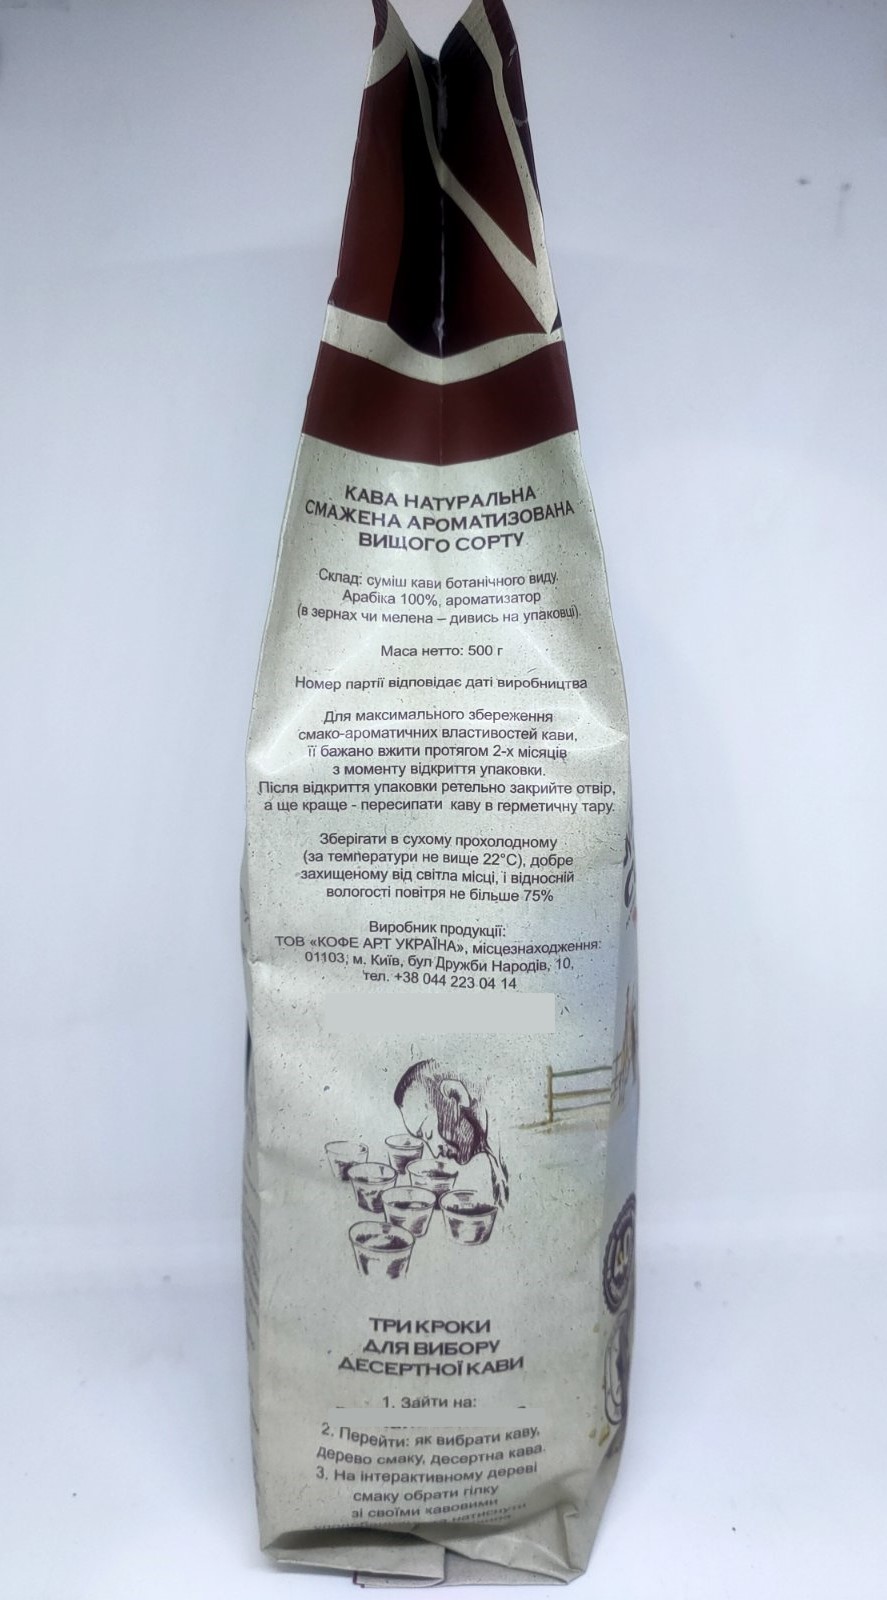 КАВА НАТУРАЛЬНА
СМАЖЕНА АРОМАТИЗОВАНА
ВИЩОГО СОРТУ
Склад: суміш кави ботанічного виду.
Арабіка 100%, ароматизатор
(в зернах чи мелена – дивись на упаковці).
Маса нетто: 500 г
Номер партії відповідає даті виробництва
Для максимального збереження
смако-ароматичних властивостей кави,
її бажано вжити протягом 2-х місяців
з моменту відкриття упаковки.
Після відкриття упаковки ретельно закрийте отвір,
а ще краще - пересипати каву в герметичну тару.
Зберігати в сухому прохолодному
(за температури не вище 22°С), добре
захищеному від світла місці, і відносній
вологості повітря не більше 75%
Виробник продукції:
ТОВ «КОФЕ АРТ УКРАЇНА», місцезнаходження:
01103, м. Київ, бул Дружби Народів, 10,
тел. +38 044 223 04 14
ТРИ КРОКИ
ДЛЯ ВИБОРУ
ДЕСЕРТНОЇ КАВИ
1. Зайти на:
2. Перейти: як вибрати каву,
дерево смаку, десертна кава.
3. На інтерактивному дереві
смаку обрати гілку
зі своїми кавовими